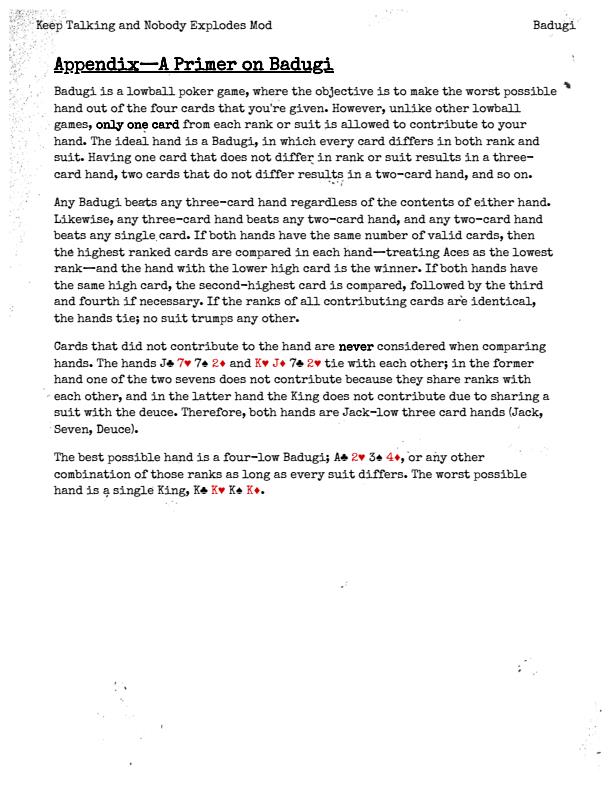 Keep Talking and Nobody Explodes Mod Badugi
Appendix—A Primer on Badugi
Badugi is a lowball poker game, where the objective is to make the worst possible
hand out of the four cards that you're given. However, unlike other lowball
games, only one card from each rank or suit is allowed to contribute to your
hand. The ideal hand is a Badugi, in which every card differs in both rank and
suit. Having one card that does not differ in rank or suit results in a three-
card hand, two cards that do not differ results in a two-card hand, and so on.
Any Badugi beats any three-card hand regardless of the contents of either hand.
Likewise, any three-card hand beats any two-card hand, and any two-card hand
beats any single card. If both hands have the same number of valid cards, then
the highest ranked cards are compared in each hand—treating Aces as the lowest
rank—and the hand with the lower high card is the winner. If both hands have
the same high card, the second-highest card is compared, followed by the third
and fourth if necessary. If the ranks of all contributing cards are identical,
the hands tie; no suit trumps any other.
Cards that did not contribute to the hand are never considered when comparing
hands. The hands J♣ 7♥ 7♠ 2♦ and K♥ J♦ 7♣ 2♥ tie with each other; in the former
hand one of the two sevens does not contribute because they share ranks with
each other, and in the latter hand the King does not contribute due to sharing a
suit with the deuce. Therefore, both hands are Jack-low three card hands (Jack,
Seven, Deuce).
The best possible hand is a four-low Badugi; A♣ 2♥ 3♠ 4♦, or any other
combination of those ranks as long as every suit differs. The worst possible
hand is a single King, K♣ K♥ K♠ K♦.